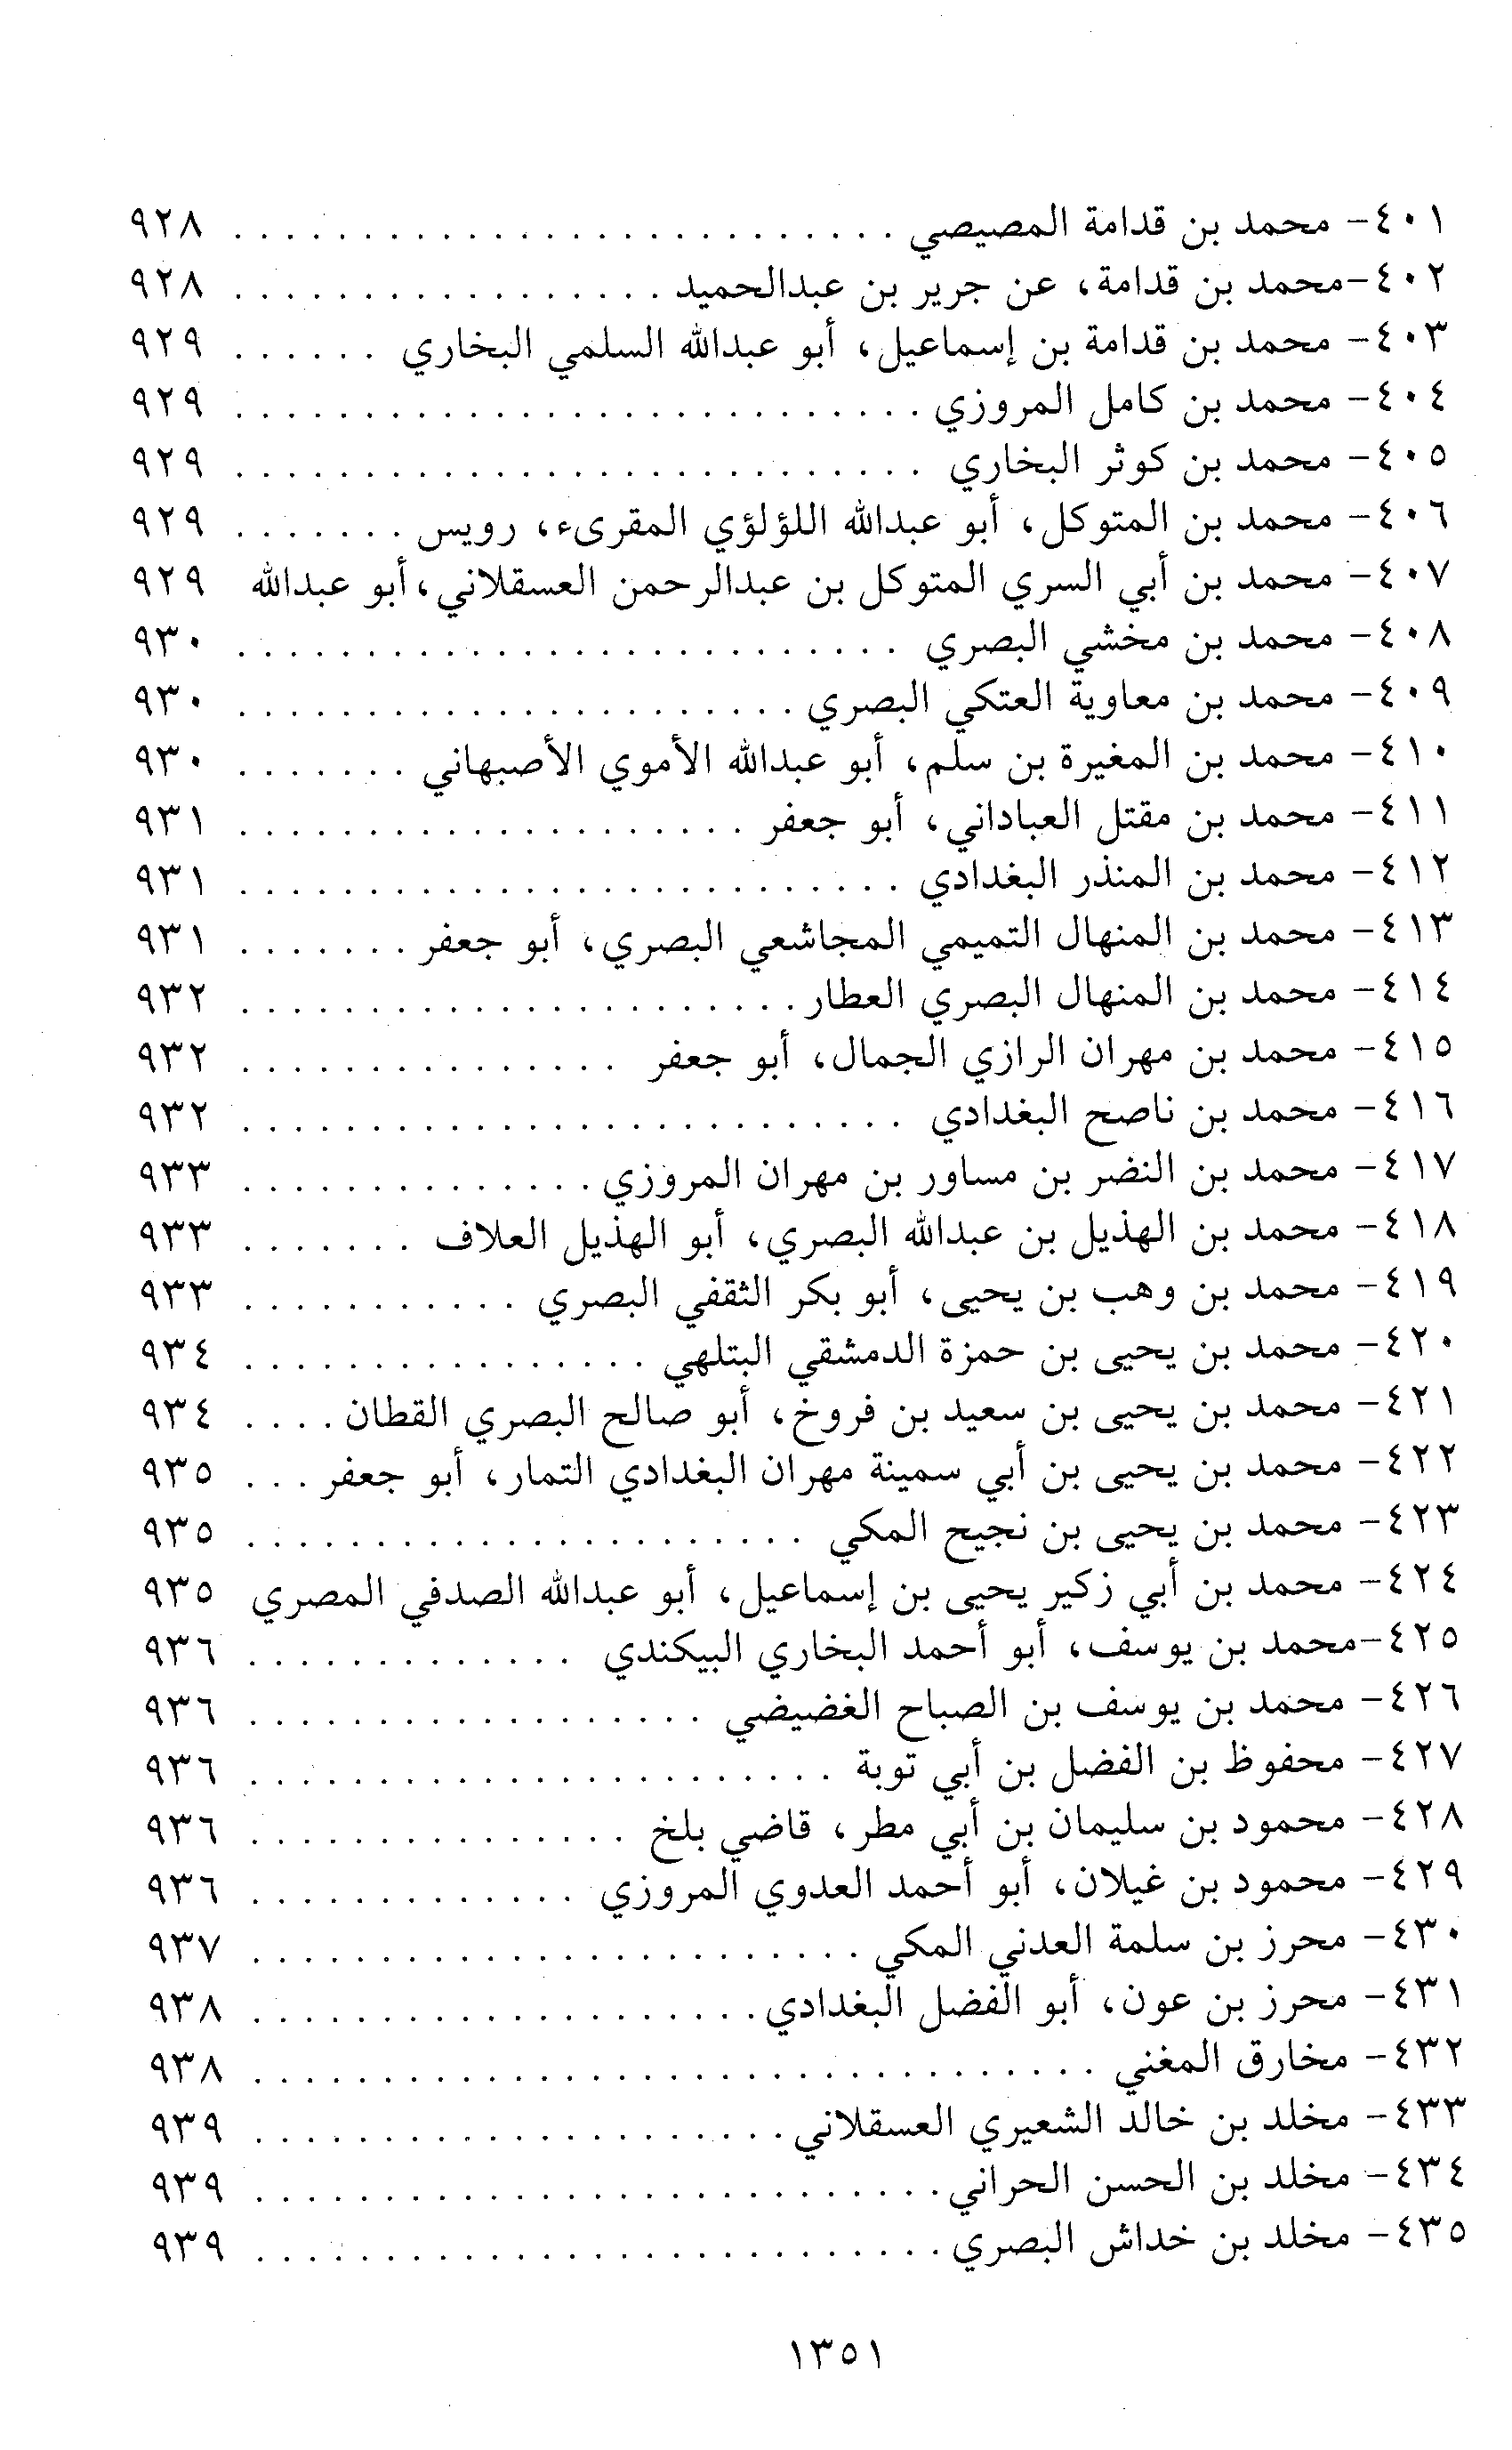 ٤٠١- محمد بن قدامة المصيصي . . . . . . . . . . . . . . . . . . . . . . . . . . ٩٢٨
٤٠٢-محمد بن قدامة، عن جرير بن عبدالحميد . . . . . . . . . . . . . . . . . ٩٢٨
٤٠٣- محمد بن قدامة بن إسماعيل، أبو عبدالله السلمي البخاري . . . . . . ٩٢٩
٤٠٤- محمد بن كامل المروزي . . . . . . . . . . . . . . . . . . . . . . . . . . . ٩٢٩
٤٠٥- محمد بن كوثر البخاري . . . . . . . . . . . . . . . . . . . . . . . . . . . ٩٢٩
٤٠٦- محمد بن المتوكل، أبو عبدالله اللؤلؤي المقرىء، رويس . . . . . . . ٩٢٩
٤٠٧- محمد بن أبي السري المتوكل بن عبدالرحمن العسقلاني، أبو عبدالله ٩٢٩
٤٠٨- محمد بن مخشي البصري . . . . . . . . . . . . . . . . . . . . . . . . . . ٩٣٠
٤٠٩- محمد بن معاوية العتكي البصري . . . . . . . . . . . . . . . . . . . . . . ٩٣٠
٤١٠- محمد بن المغيرة بن سلم، أبو عبدالله الأموي الأصبهاني . . . . . . . ٩٣٠
٤١١- محمد بن مقتل العباداني، أبو جعفر . . . . . . . . . . . . . . . . . . . . ٩٣١
٤١٢- محمد بن المنذر البغدادي . . . . . . . . . . . . . . . . . . . . . . . . . . ٩٣١
٤١٣- محمد بن المنهال التميمي المجاشعي البصري، أبو جعفر . . . . . . . ٩٣١
٤١٤- محمد بن المنهال البصري العطار . . . . . . . . . . . . . . . . . . . . . . ٩٣٢
٤١٥- محمد بن مهران الرازي الجمال، أبو جعفر . . . . . . . . . . . . . . . ٩٣٢
٤١٦- محمد بن ناصح البغدادي . . . . . . . . . . . . . . . . . . . . . . . . . . ٩٣٢
٤١٧- محمد بن النضر بن مساور بن مهران المروزي . . . . . . . . . . . . . . ٩٣٣
٤١٨- محمد بن الهذيل بن عبدالله البصري، أبو الهذيل العلاف . . . . . . . ٩٣٣
٤١٩- محمد بن وهب بن يحيى، أبو بكر الثقفي البصري . . . . . . . . . . . ٩٣٣
٤٢٠- محمد بن يحيى بن حمزة الدمشقي البتلهي . . . . . . . . . . . . . . . . ٩٣٤
٤٢١- محمد بن يحيى بن سعيد بن فروخ، أبو صالح البصري القطان . . . . ٩٣٤
٤٢٢- محمد بن يحيى بن أبي سمينة مهران البغدادي التمار، أبو جعفر . . . ٩٣٥
٤٢٣- محمد بن يحيى بن نجيح المكي . . . . . . . . . . . . . . . . . . . . . . ٩٣٥
٤٢٤- محمد بن أبي زكير يحيى بن إسماعيل، أبو عبدالله الصدفي المصري ٩٣٥
٤٢٥-محمد بن يوسف، أبو أحمد البخاري البيكندي . . . . . . . . . . . . . ٩٣٦
٤٢٦- محمد بن يوسف بن الصباح الغضيضي . . . . . . . . . . . . . . . . . . ٩٣٦
٤٢٧- محفوظ بن الفضل بن أبي توبة . . . . . . . . . . . . . . . . . . . . . . . ٩٣٦
٤٢٨- محمود بن سليمان بن أبي مطر، قاضي بلخ . . . . . . . . . . . . . . . ٩٣٦
٤٢٩- محمود بن غيلان، أبو أحمد العدوي المروزي . . . . . . . . . . . . . ٩٣٦
٤٣٠- محرز بن سلمة العدني المكي . . . . . . . . . . . . . . . . . . . . . . . . ٩٣٧
٤٣١- محرز بن عون، أبو الفضل البغدادي . . . . . . . . . . . . . . . . . . . . ٩٣٨
٤٣٢- مخارق المغني . . . . . . . . . . . . . . . . . . . . . . . . . . . . . . . . . ٩٣٨
٤٣٣- مخلد بن خالد الشعيري العسقلاني . . . . . . . . . . . . . . . . . . . . . ٩٣٩
٤٣٤- مخلد بن الحسن الحراني . . . . . . . . . . . . . . . . . . . . . . . . . . . ٩٣٩
٤٣٥- مخلد بن خداش البصري . . . . . . . . . . . . . . . . . . . . . . . . . . . ٩٣٩
١٣٥١